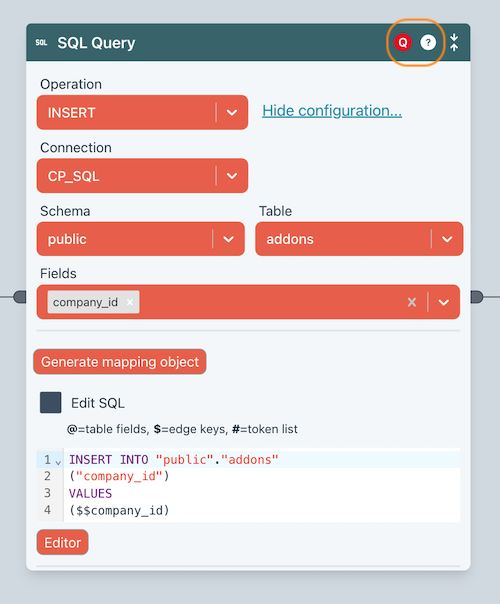 SQL SQL Query Q ?
Operation
INSERT Hide configuration...
Connection
CP_SQL
Schema Table
public addons
Fields
company_id × ×
Generate mapping object
Edit SQL
@=table fields, $=edge keys, #=token list
1 INSERT INTO "public"."addons"
2 ("company_id")
3 VALUES
4 ($$company_id)
Editor